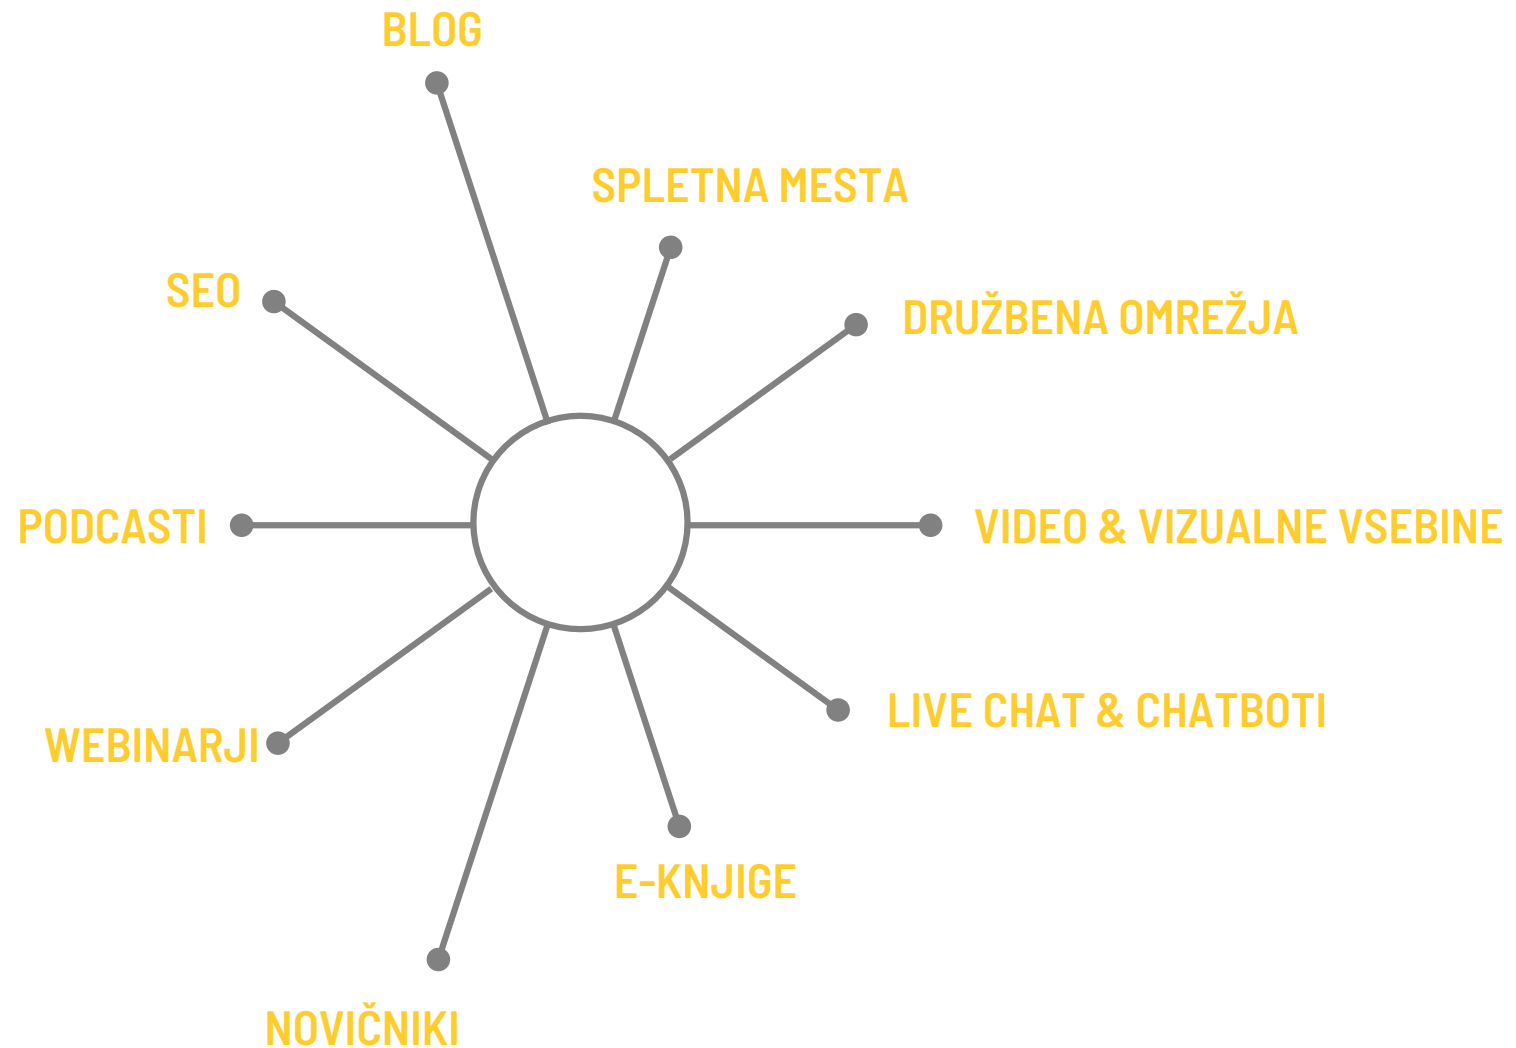 BLOG
SPLETNA MESTA
SEO
DRUŽBENA OMREŽJA
PODCASTI
VIDEO & VIZUALNE VSEBINE
LIVE CHAT & CHATBOTI
WEBINARJI
E-KNJIGE
NOVIČNIKI